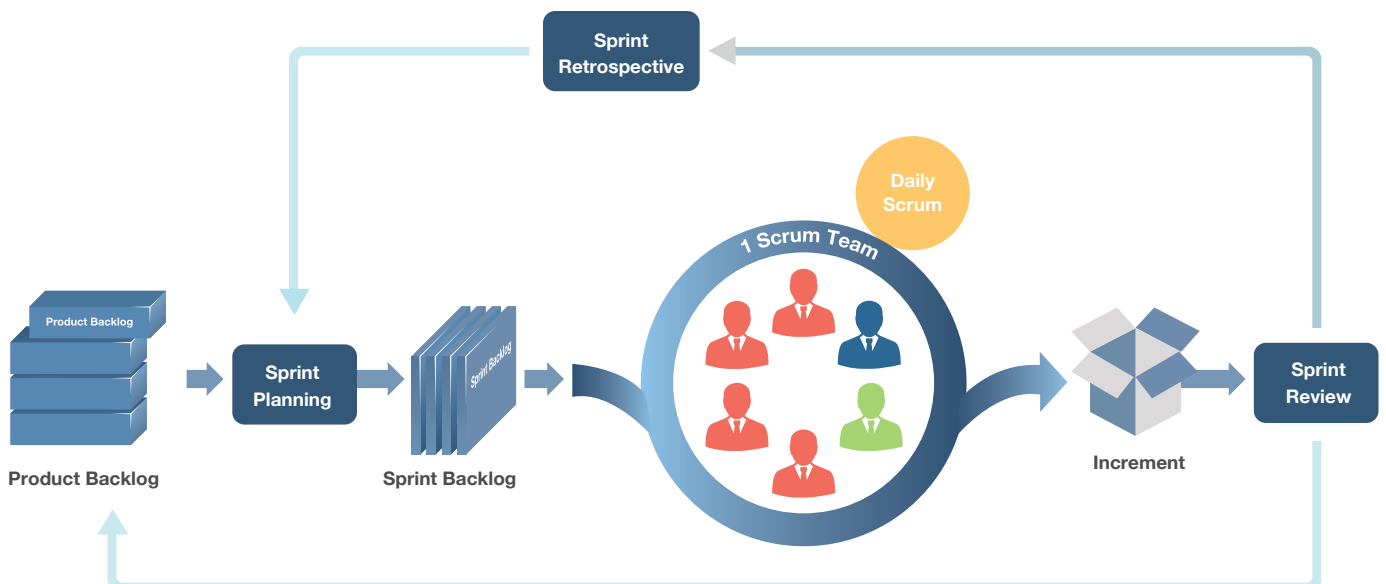 Sprint
Retrospective
Daily
Scrum
1 Scrum Team
Product Backlog
Sprint
Planning
Sprint Backlog
Sprint
Review
Product Backlog
Sprint Backlog
Increment